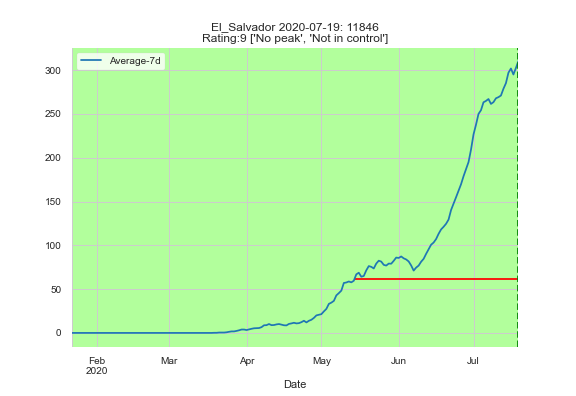 El_Salvador 2020-07-19: 11846
Rating:9 ['No peak', 'Not in control']
Average-7d
300
250
200
150
100
50
0
Feb Mar Apr May Jun Jul
2020
Date